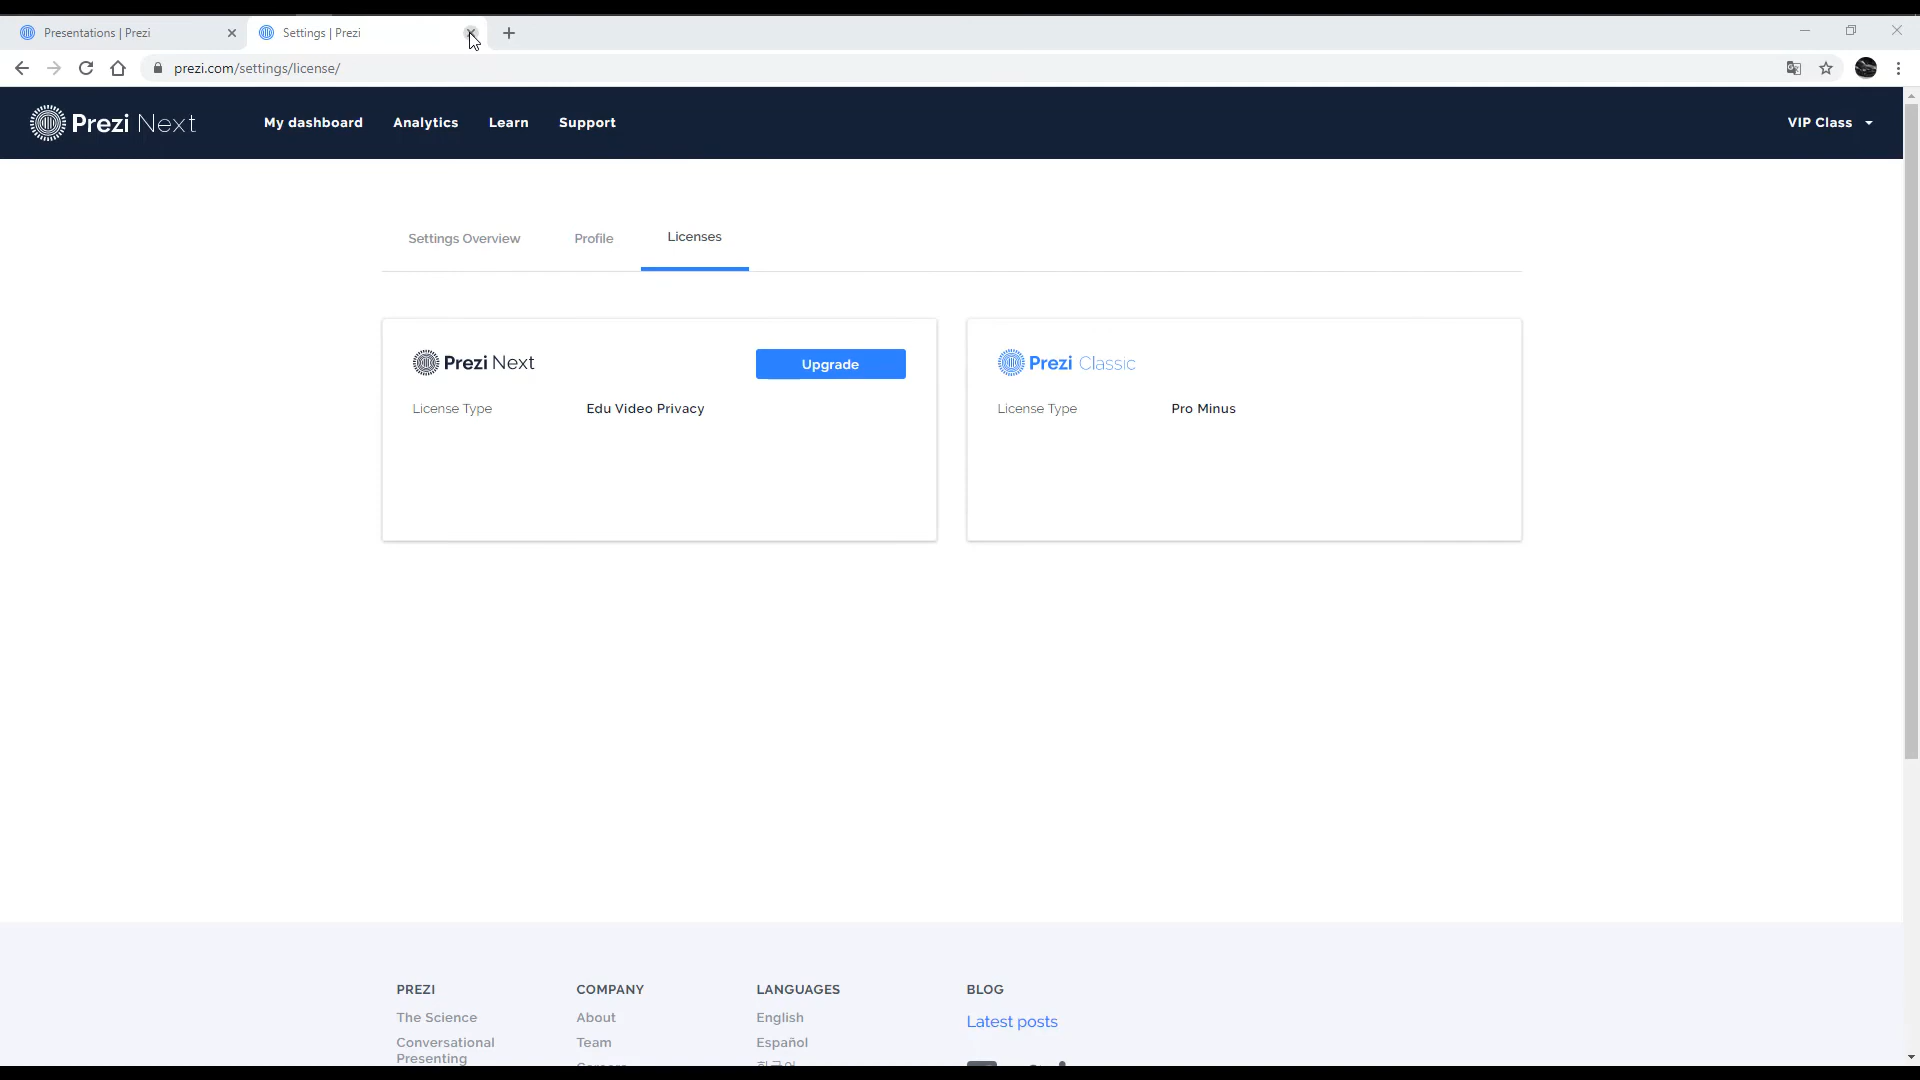 Presentations | Prezi
Settings | Prezi
prezi.com/settings/license/
Prezi Next
My dashboard
Analytics
Learn
Support
VIP Class
Settings Overview
Profile
Licenses
Prezi Next
Upgrade
License Type
Edu Video Privacy
Prezi Classic
License Type
Pro Minus
PREZI
The Science
Conversational
Presenting
COMPANY
About
Team
LANGUAGES
English
Español
BLOG
Latest posts